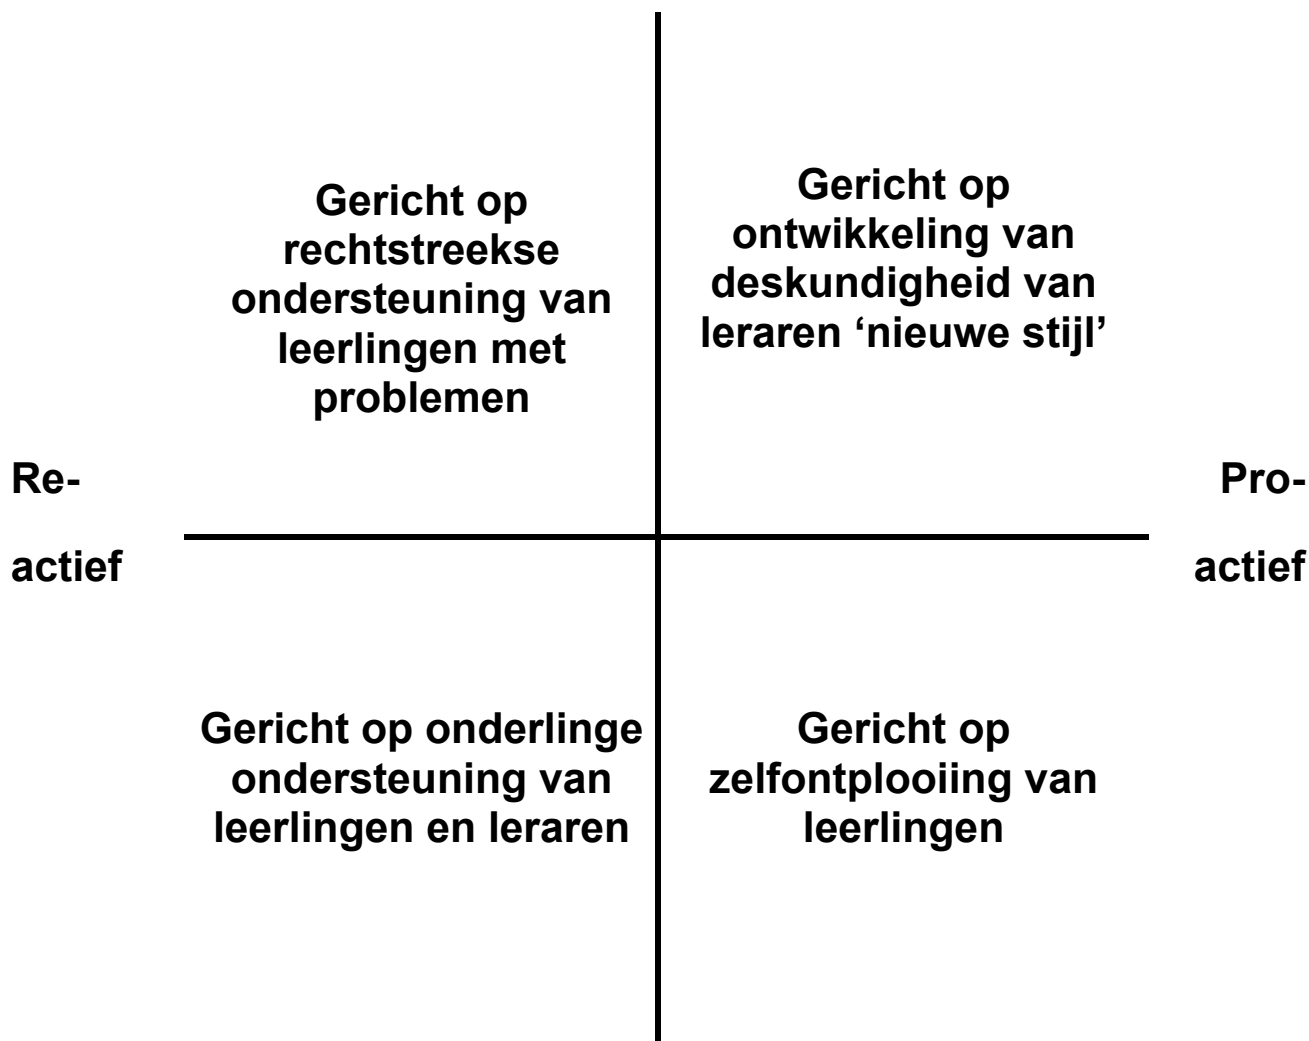 Gericht op
rechtstreekse
ondersteuning van
leerlingen met
problemen
Gericht op
ontwikkeling van
deskundigheid van
leraren ‘nieuwe stijl’
Re-
actief
Pro-
actief
Gericht op onderlinge
ondersteuning van
leerlingen en leraren
Gericht op
zelfontplooiing van
leerlingen